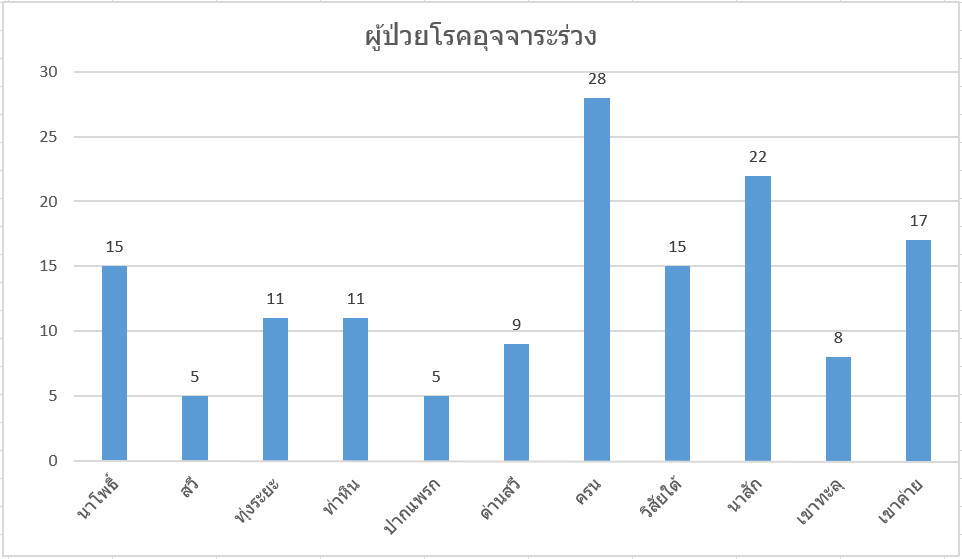 ผู้ป่วยโรคอุจจาระร่วง
30
28
25
22
20
17
15
15
15
11
11
10
9
8
5
5
5
0
นาโพธิ์
สวี
ทุ่งระยะ
ท่าหิน
ปากแพรก
ด่านสวี
ครน
วิสัยใต้
นาสัก
เขาทะลุ
เขาค่าย